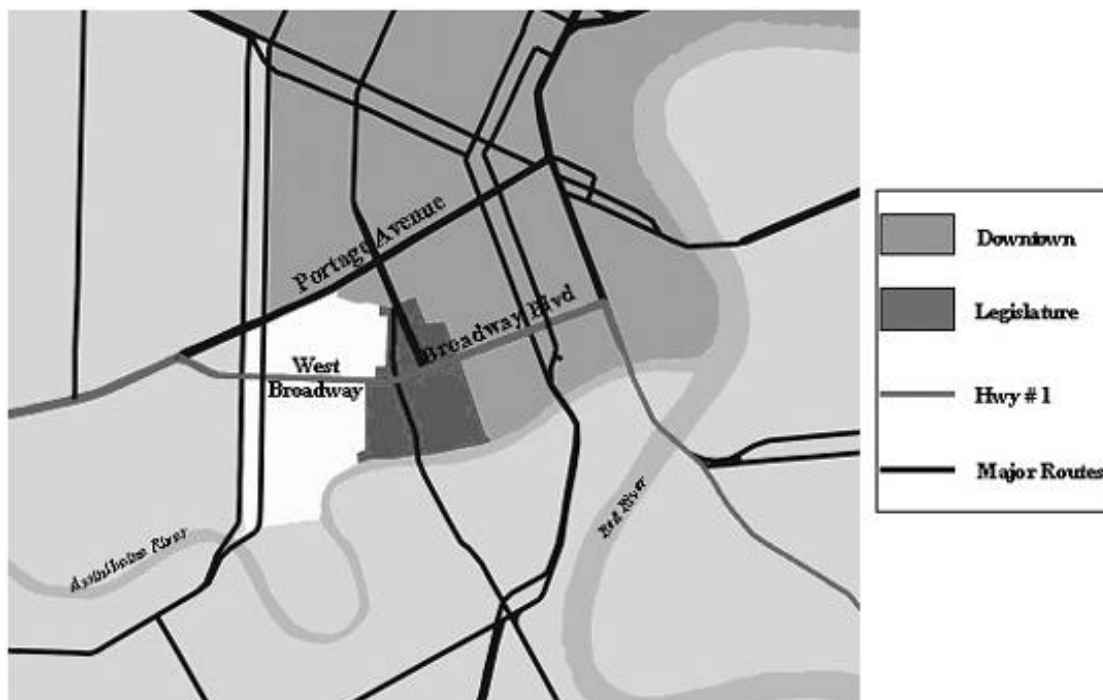 Portage Avenue
Broadway Blvd
West
Broadway
Assiniboine River
Red River
Downtown
Legislature
Hwy # 1
Major Routes